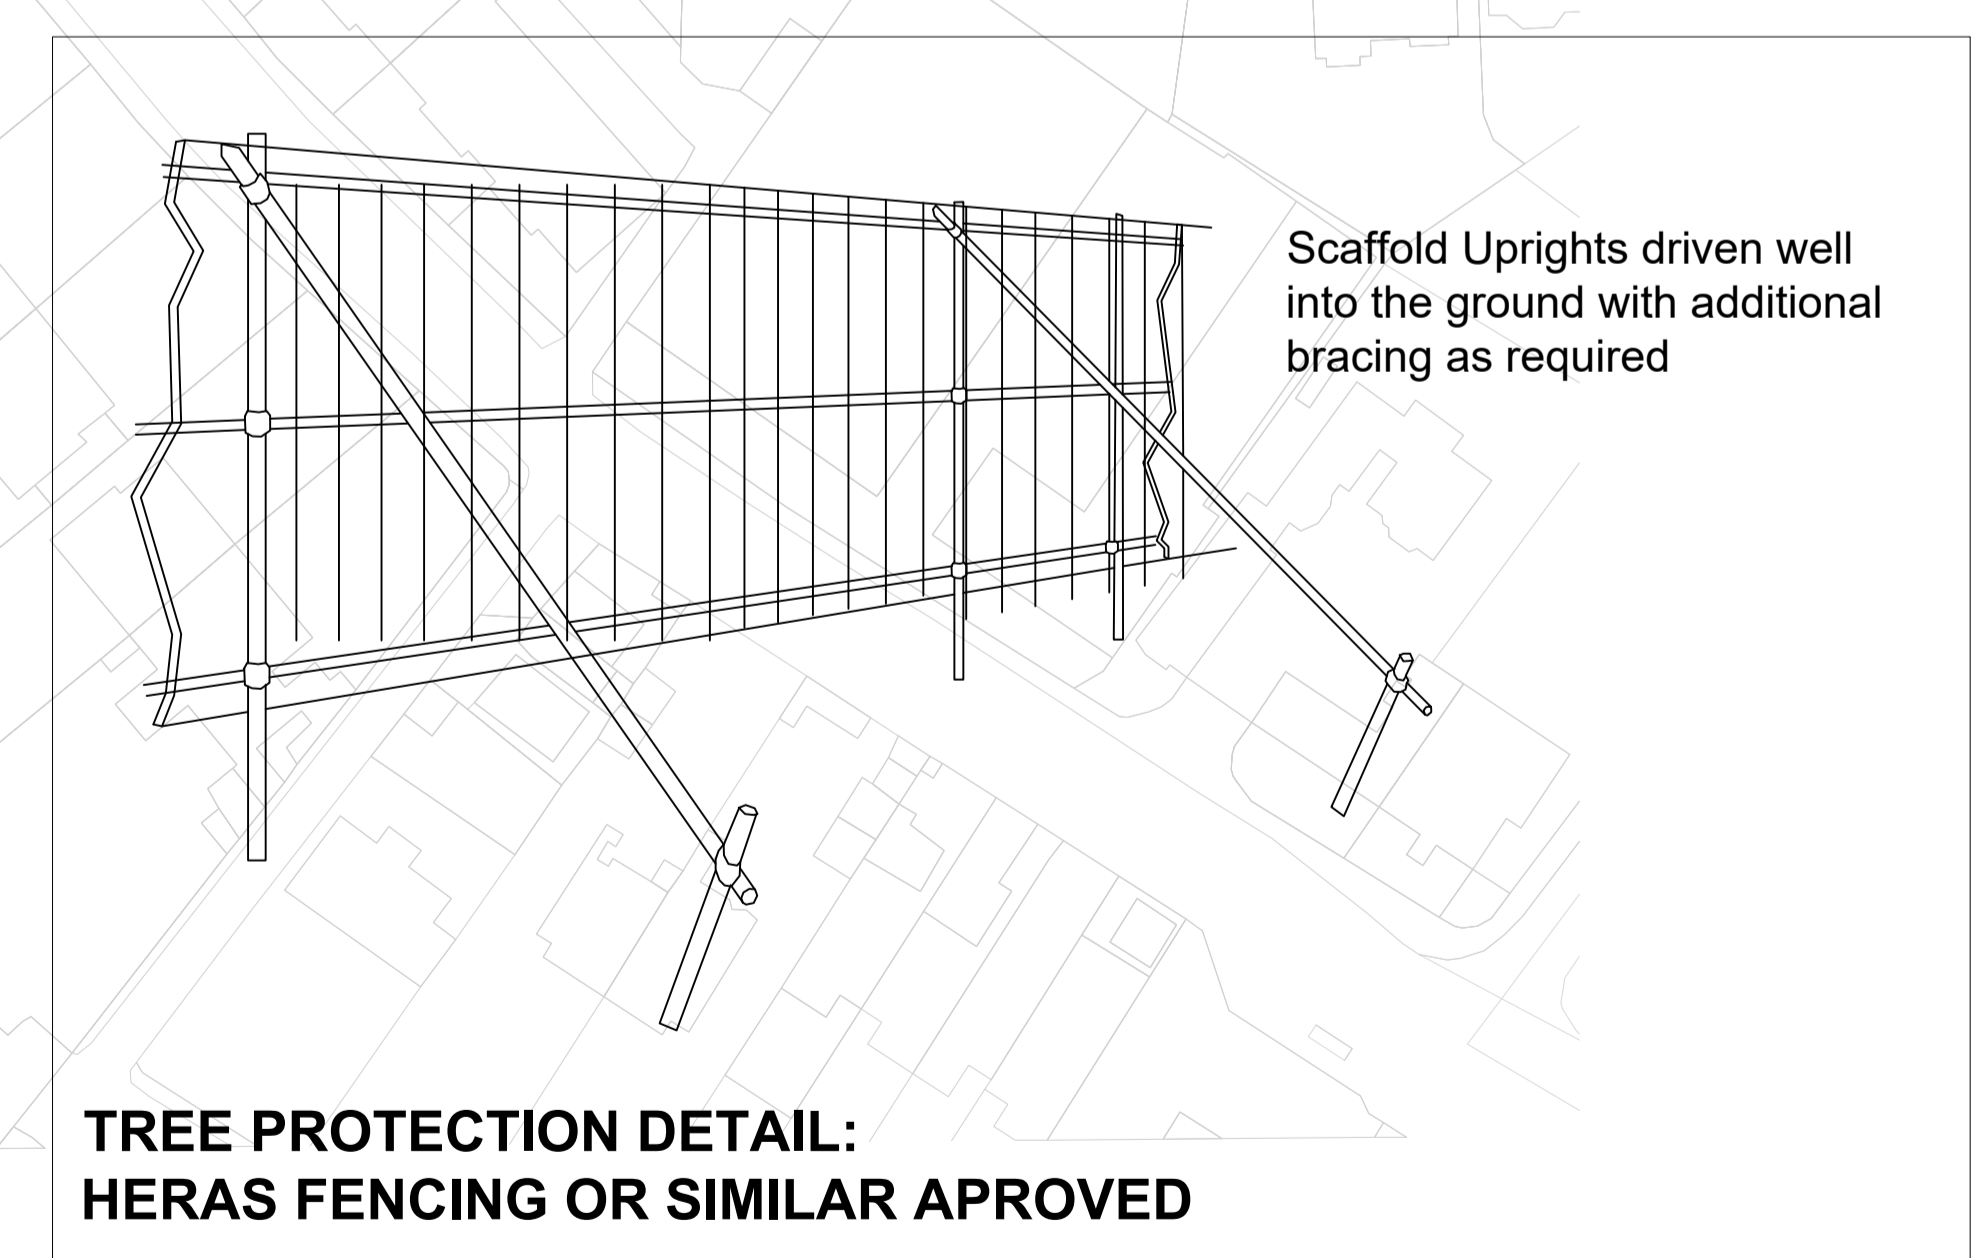 Scaffold Uprights driven well
into the ground with additional
bracing as required
TREE PROTECTION DETAIL:
HERAS FENCING OR SIMILAR APROVED